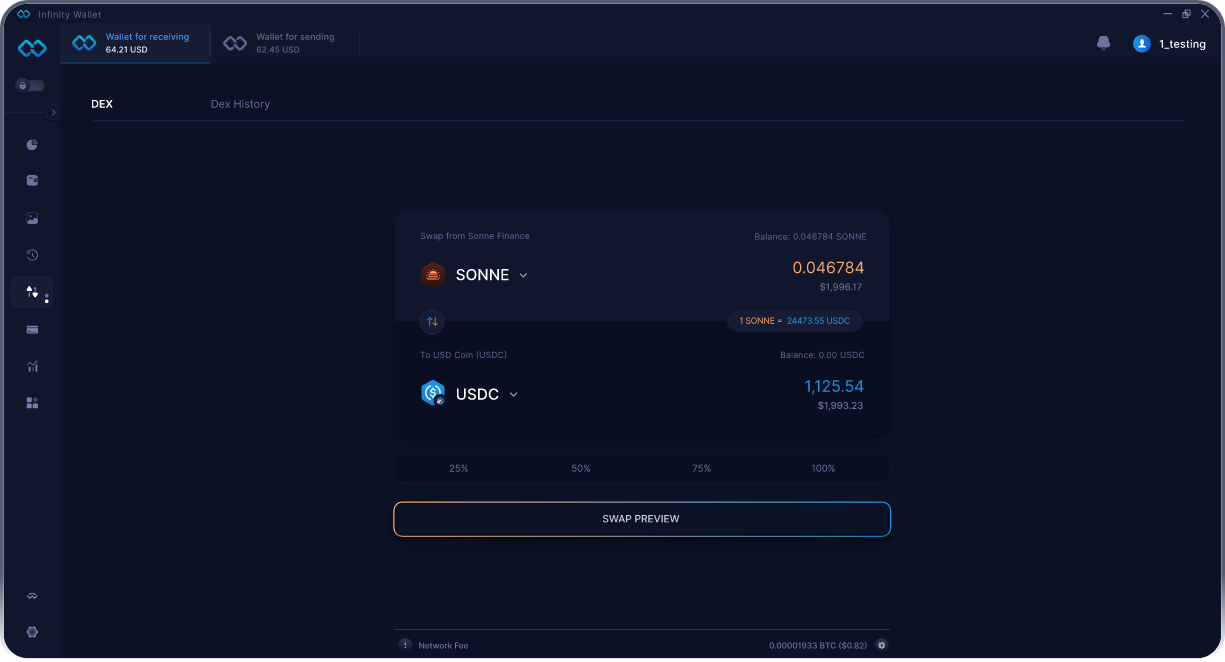 Infinity Wallet
Wallet for receiving
64.21 USD
Wallet for sending
62.45 USD
1_testing
DEX
Dex History
Swap from Sonne Finance
Balance: 0.046784 SONNE
SONNE
0.046784
$1,996.17
1 SONNE = 24473.55 USDC
To USD Coin (USDC)
Balance: 0.00 USDC
USDC
1,125.54
$1,993.23
25% 50% 75% 100%
SWAP PREVIEW
Network Fee
0.00001933 BTC ($0.82)